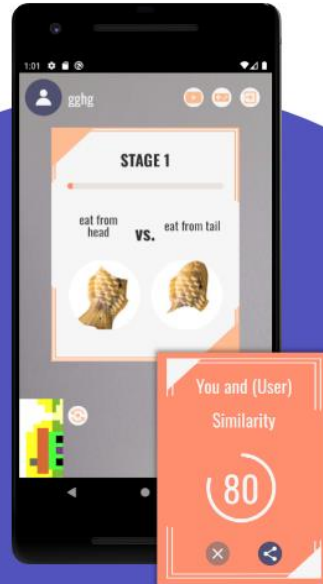 1:01
gghg
STAGE 1
eat from
head
vs.
eat from tail
You and (User)
Similarity
80